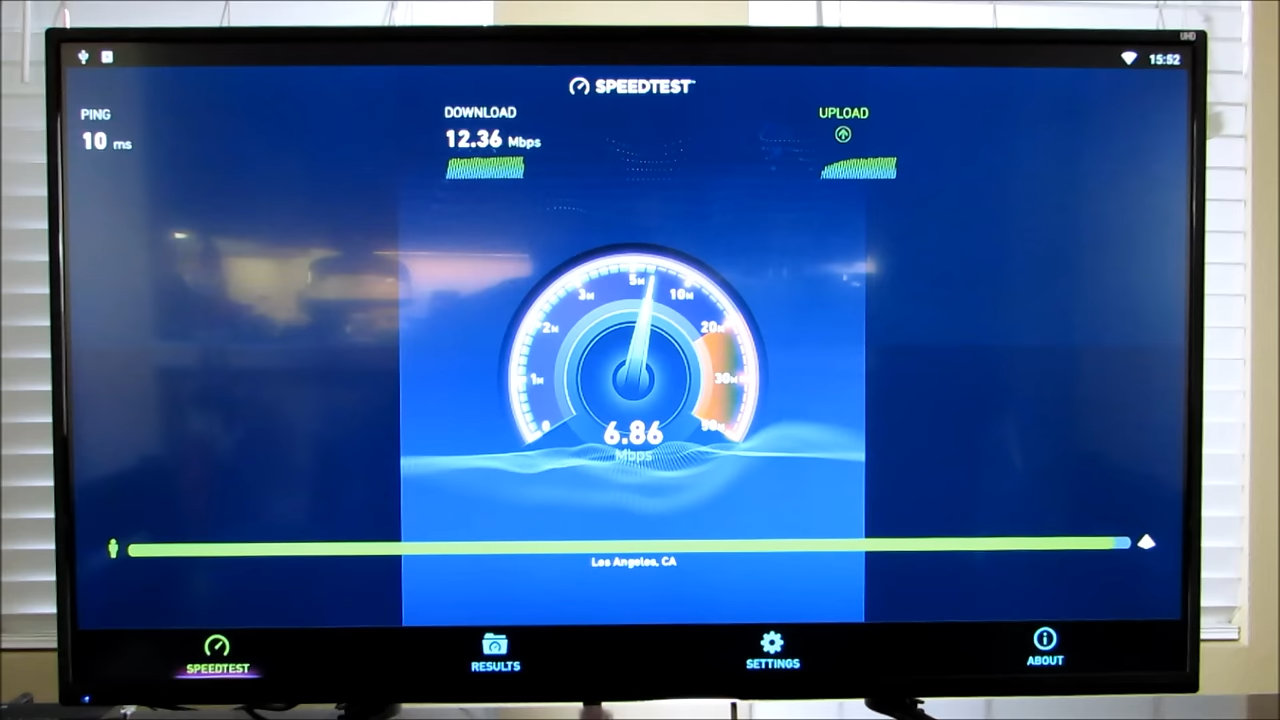 UHD
15:52
SPEEDTEST
PING
10 ms
DOWNLOAD
12.36 Mbps
UPLOAD
5M
3M
10M
2M
20M
1M
30M
0
50M
6.86
Mbps
Los Angeles, CA
SPEEDTEST
RESULTS
SETTINGS
ABOUT